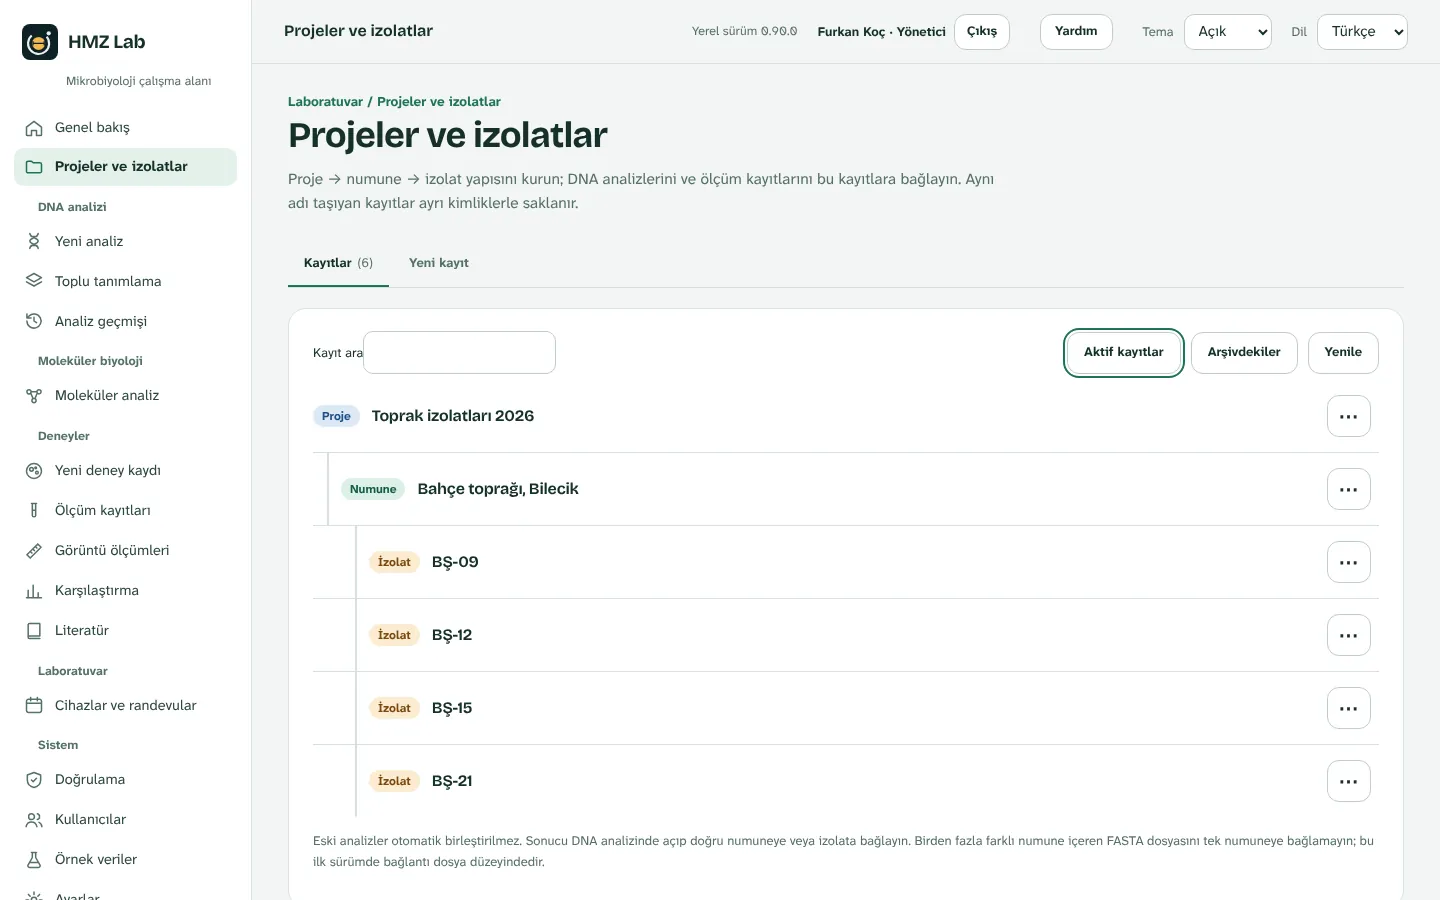 HMZ Lab
Mikrobiyoloji çalışma alanı
Genel bakış
Projeler ve izolatlar
DNA analizi
Yeni analiz
Toplu tanımlama
Analiz geçmişi
Moleküler biyoloji
Moleküler analiz
Deneyler
Yeni deney kaydı
Ölçüm kayıtları
Görüntü ölçümleri
Karşılaştırma
Literatür
Laboratuvar
Cihazlar ve randevular
Sistem
Doğrulama
Kullanıcılar
Örnek veriler
Ayarlar
Projeler ve izolatlar
Yerel sürüm 0.90.0
Furkan Koç · Yönetici
Çıkış
Yardım
Tema
Açık
Dil
Türkçe
Laboratuvar / Projeler ve izolatlar
Projeler ve izolatlar
Proje → numune → izolat yapısını kurun; DNA analizlerini ve ölçüm kayıtlarını bu kayıtlara bağlayın. Aynı
adı taşıyan kayıtlar ayrı kimliklerle saklanır.
Kayıtlar (6)
Yeni kayıt
Kayıt ara
Aktif kayıtlar
Arşivdekiler
Yenile
Proje Toprak izolatları 2026
Numune Bahçe toprağı, Bilecik
İzolat BŞ-09
İzolat BŞ-12
İzolat BŞ-15
İzolat BŞ-21
Eski analizler otomatik birleştirilmez. Sonucu DNA analizinde açıp doğru numuneye veya izolata bağlayın. Birden fazla farklı numune içeren FASTA dosyasını tek numuneye bağlamayın; bu
ilk sürümde bağlantı dosya düzeyindedir.